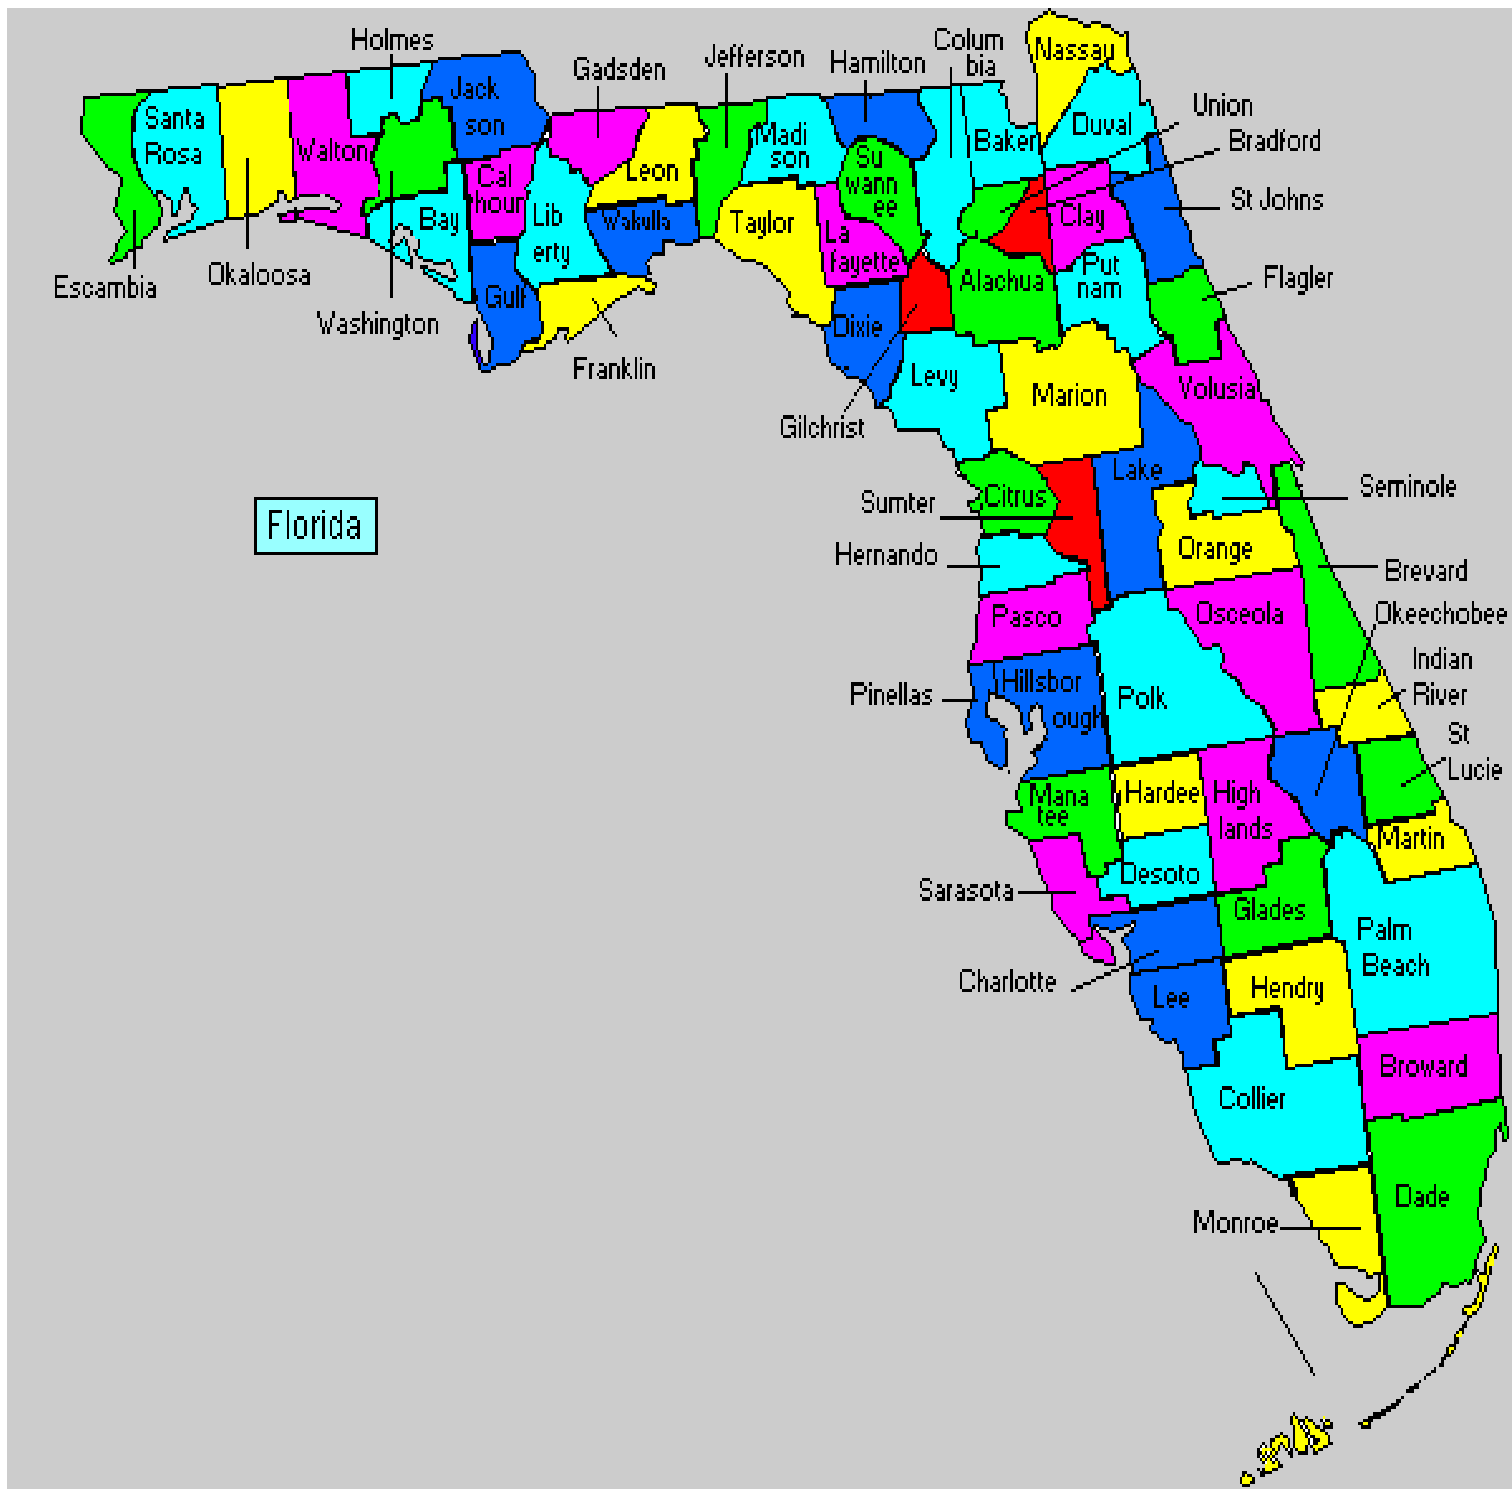 Holmes
Jack
son
Gadsden
Jefferson
Hamilton
Colum
bia
Nassau
Union
Bradford
Santa
Rosa
Walton
Cal
houn
Leon
Madi
son
Su
wann
ee
Baker
Duval
Clay
St Johns
Bay
Lib
erty
Wakulla
Taylor
La
fayette
Alachua
Put
nam
Flagler
Escambia
Okaloosa
Washington
Gulf
Franklin
Dixie
Gilchrist
Levy
Marion
Volusia
Lake
Seminole
Citrus
Sumter
Florida
Hernando
Orange
Brevard
Pasco
Osceola
Okeechobee
Indian
River
Pinellas
Hillsbor
ough
Polk
St
Lucie
Mana
tee
Hardee
High
lands
Martin
Sarasota
Desoto
Glades
Palm
Beach
Charlotte
Lee
Hendry
Collier
Broward
Dade
Monroe